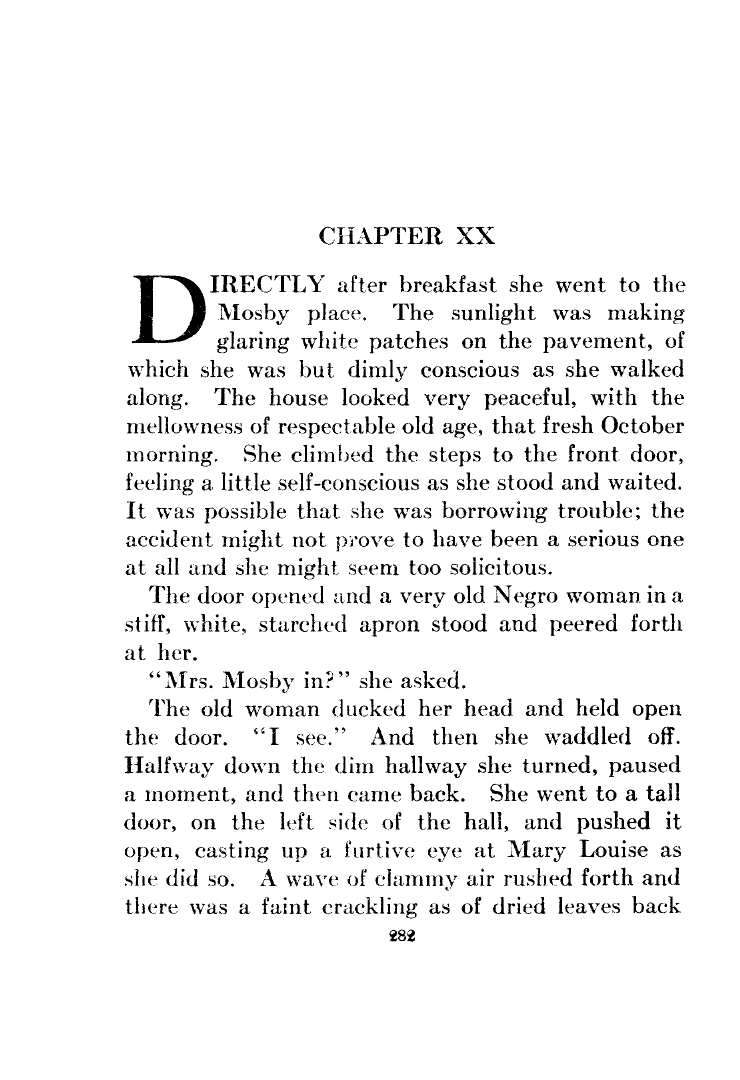 CHAPTER XX
DIRECTLY after breakfast she went to the
Mosby place. The sunlight was making
glaring white patches on the pavement, of
which she was but dimly conscious as she walked
along. The house looked very peaceful, with the
mellowness of respectable old age, that fresh October
morning. She climbed the steps to the front door,
feeling a little self-conscious as she stood and waited.
It was possible that she was borrowing trouble; the
accident might not prove to have been a serious one
at all and she might seem too solicitous.
The door opened and a very old Negro woman in a
stiff, white, starched apron stood and peered forth
at her.
“Mrs. Mosby in?” she asked.
The old woman ducked her head and held open
the door. “I see.” And then she waddled off.
Halfway down the dim hallway she turned, paused
a moment, and then came back. She went to a tall
door, on the left side of the hall, and pushed it
open, casting up a furtive eye at Mary Louise as
she did so. A wave of clammy air rushed forth and
there was a faint crackling as of dried leaves back
282